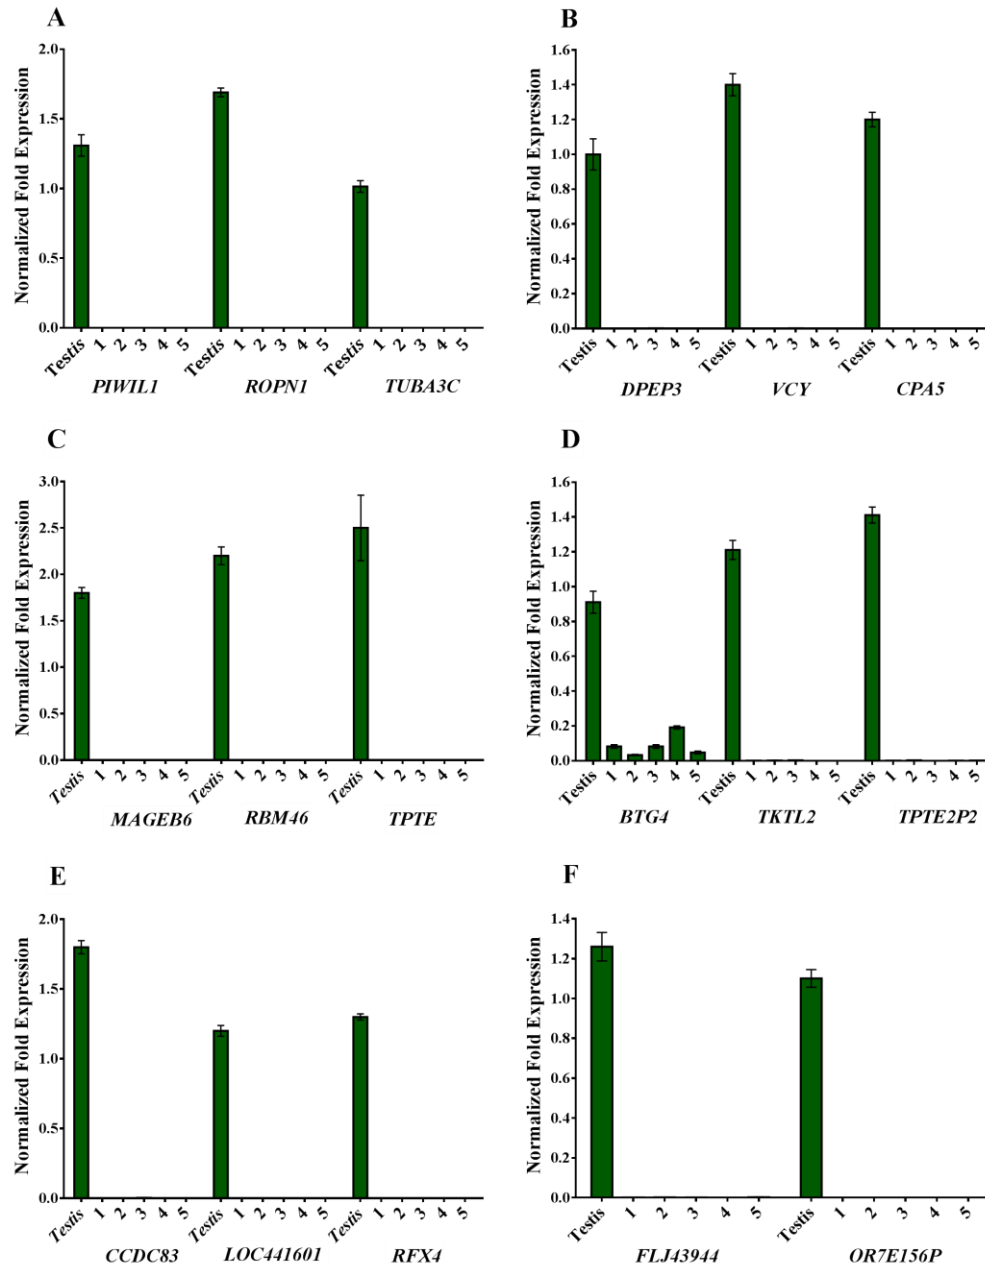 A
Normalized Fold Expression
2.0
1.5
1.0
0.5
0.0
Testis 1 2 3 4 5 Testis 1 2 3 4 5 Testis 1 2 3 4 5
PIWIL1 ROPN1 TUBA3C
B
Normalized Fold Expression
1.6
1.4
1.2
1.0
0.8
0.6
0.4
0.2
0.0
Testis 1 2 3 4 5 Testis 1 2 3 4 5 Testis 1 2 3 4 5
DPEP3 VCY CPA5
C
Normalized Fold Expression
3.0
2.5
2.0
1.5
1.0
0.5
0.0
Testis 1 2 3 4 5 Testis 1 2 3 4 5 Testis 1 2 3 4 5
MAGEB6 RBM46 TPTE
D
Normalized Fold Expression
1.6
1.4
1.2
1.0
0.8
0.6
0.4
0.2
0.0
Testis 1 2 3 4 5 Testis 1 2 3 4 5 Testis 1 2 3 4 5
BTG4 TKTL2 TPTE2P2
E
Normalized Fold Expression
2.0
1.5
1.0
0.5
0.0
Testis 1 2 3 4 5 Testis 1 2 3 4 5 Testis 1 2 3 4 5
CCDC83 LOC441601 RFX4
F
Normalized Fold Expression
1.4
1.2
1.0
0.8
0.6
0.4
0.2
0.0
Testis 1 2 3 4 5 Testis 1 2 3 4 5
FLJ43944 OR7E156P